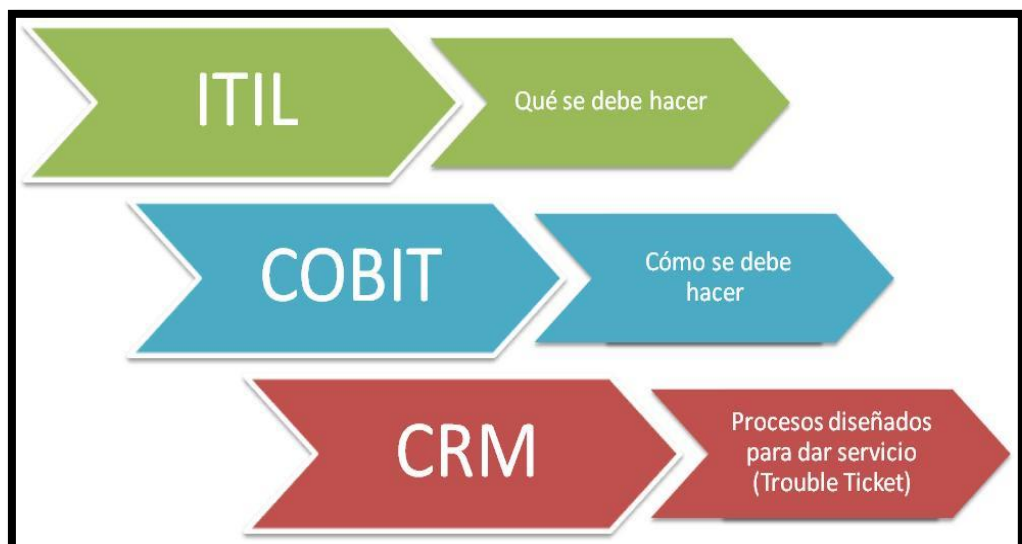 ITIL
Qué se debe hacer
COBIT
Cómo se debe
hacer
CRM
Procesos diseñados
para dar servicio
(Trouble Ticket)